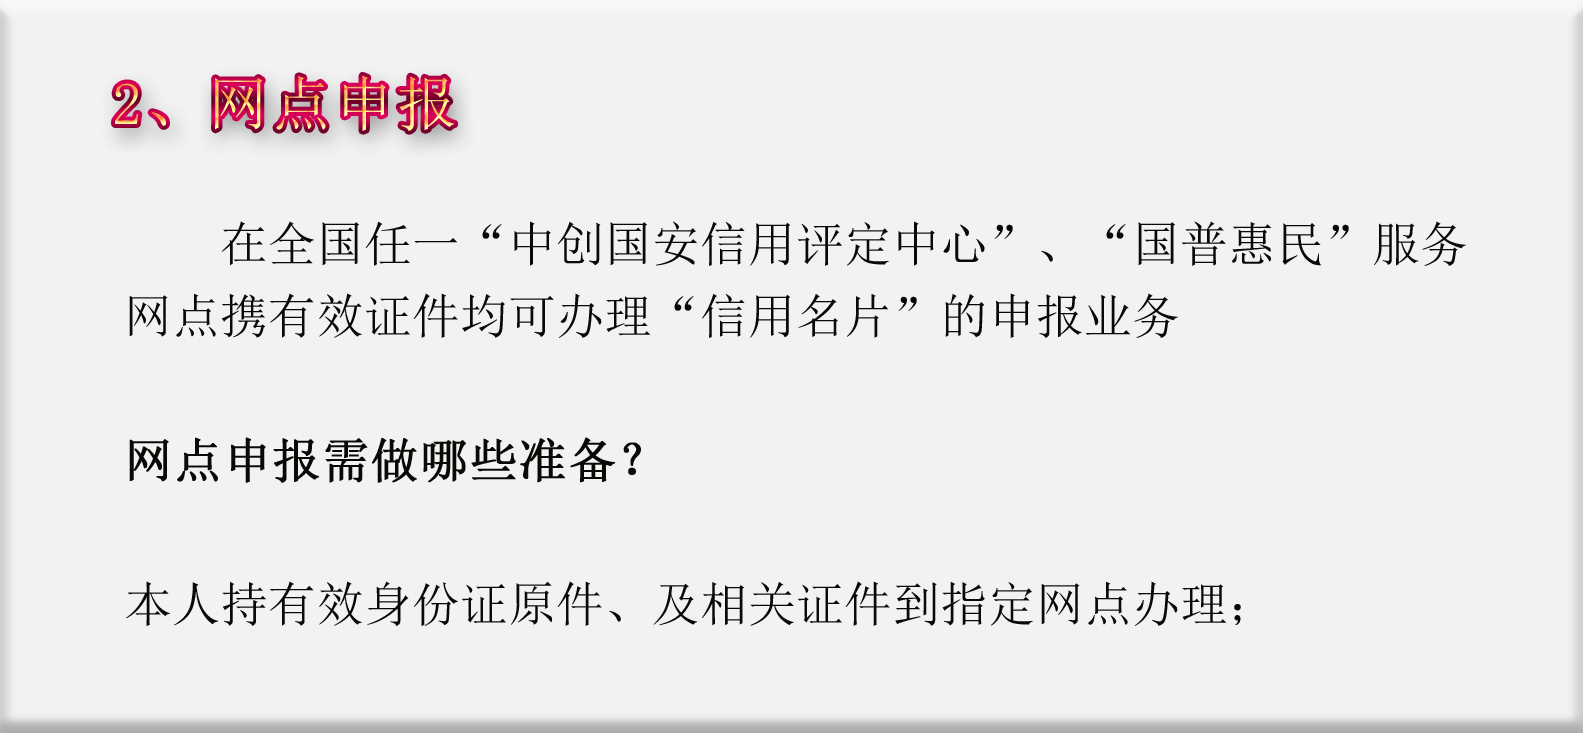 2、网点申报
在全国任一“中创国安信用评定中心”、“国普惠民”服务
网点携有效证件均可办理“信用名片”的申报业务
网点申报需做哪些准备？
本人持有效身份证原件、及相关证件到指定网点办理；